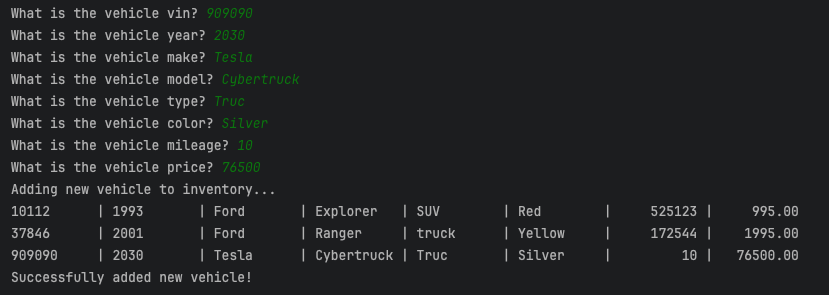 What is the vehicle vin? 909090
What is the vehicle year? 2030
What is the vehicle make? Tesla
What is the vehicle model? Cybertruck
What is the vehicle type? Truc
What is the vehicle color? Silver
What is the vehicle mileage? 10
What is the vehicle price? 76500
Adding new vehicle to inventory...
10112      | 1993       | Ford       | Explorer   | SUV        | Red        |     525123 |     995.00
37846      | 2001       | Ford       | Ranger     | truck      | Yellow     |     172544 |    1995.00
909090     | 2030       | Tesla      | Cybertruck | Truc       | Silver     |         10 |   76500.00
Successfully added new vehicle!